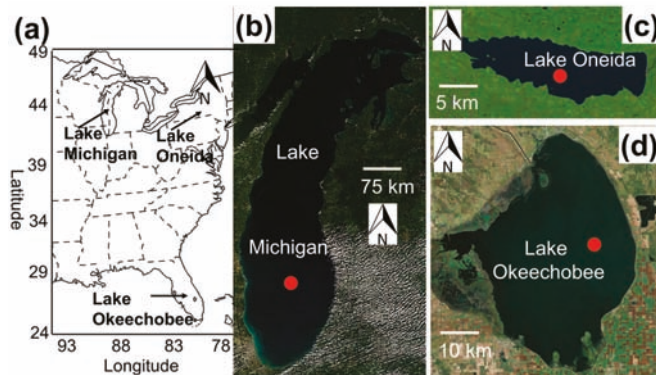 (a)
49
44
39
34
29
24
Latitude
93
88
83
78
Longitude
N
Lake
Michigan
Lake
Oneida
Lake
Okeechobee
(b)
Lake
75 km
N
Michigan
(c)
N
Lake Oneida
5 km
(d)
N
Lake
Okeechobee
10 km